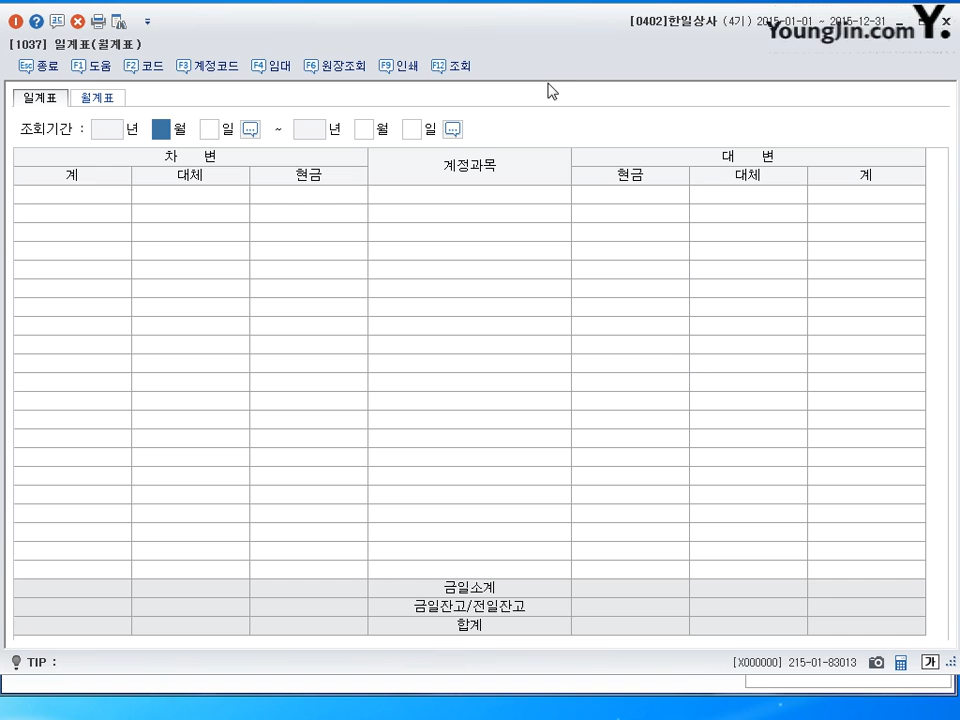 [0402]한일상사 (4기) 2015-01-01 ~ 2015-12-31
YoungJin.com Y.
[1037] 일계표(월계표)
Esc 종료 F1 도움 F2 코드 F3 계정코드 F4 임대 F6 원장조회 F9 인쇄 F12 조회
일계표 월계표
조회기간 : 년 월 일 ... ~ 년 월 일 ...
차 변 계정과목 대 변
계 대체 현금 현금 대체 계
금일소계
금일잔고/전일잔고
합계
TIP : [X000000] 215-01-83013 가